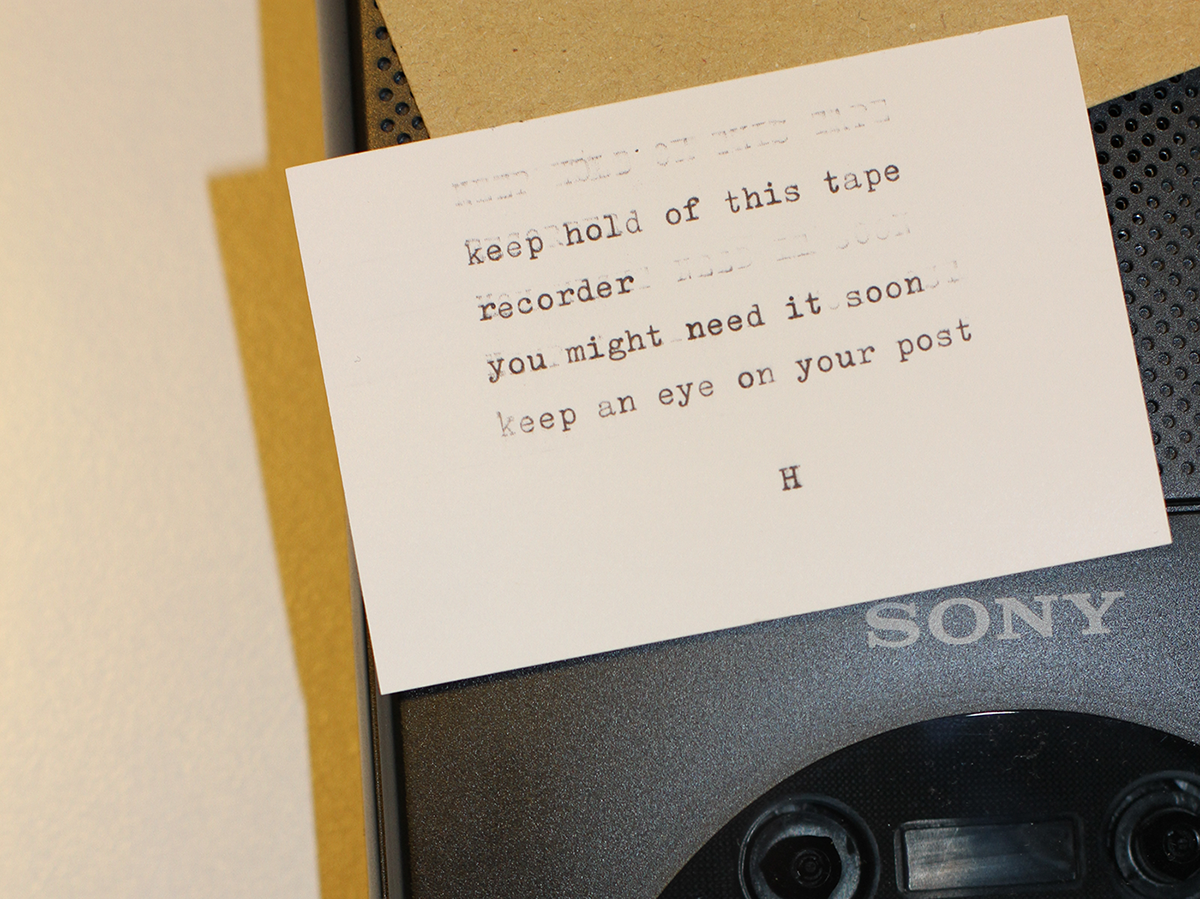 keep hold of this tape
recorder
you might need it soon
keep an eye on your post
H
SONY